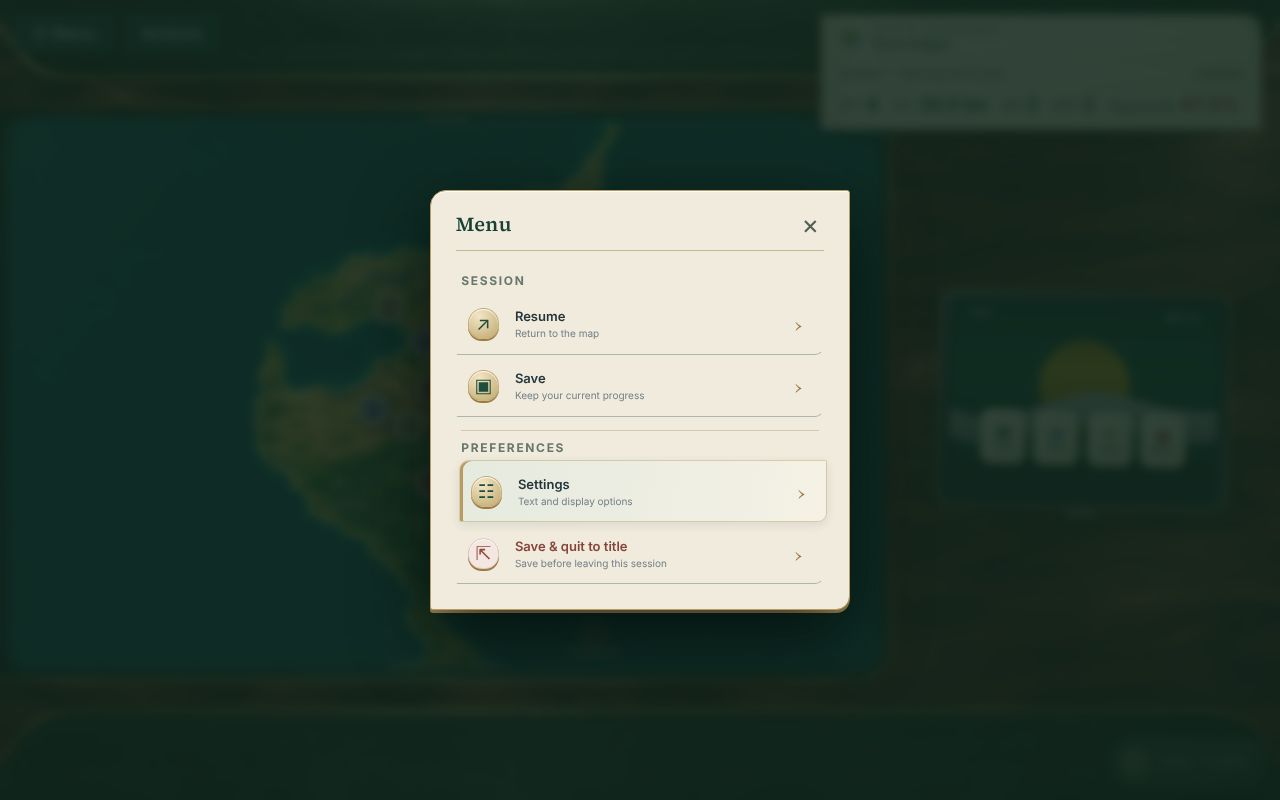 Menu
SESSION
Resume
Return to the map
Save
Keep your current progress
PREFERENCES
Settings
Text and display options
Save & quit to title
Save before leaving this session